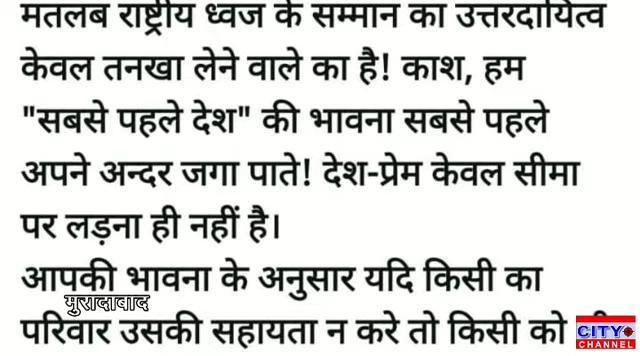 मतलब राष्ट्रीय ध्वज के सम्मान का उत्तरदायित्व
केवल तनखा लेने वाले का है! काश, हम
"सबसे पहले देश" की भावना सबसे पहले
अपने अन्दर जगा पाते! देश-प्रेम केवल सीमा
पर लड़ना ही नहीं है।
आपकी भावना के अनुसार यदि किसी का
मुरादाबाद
परिवार उसकी सहायता न करे तो किसी को
CITY
CHANNEL